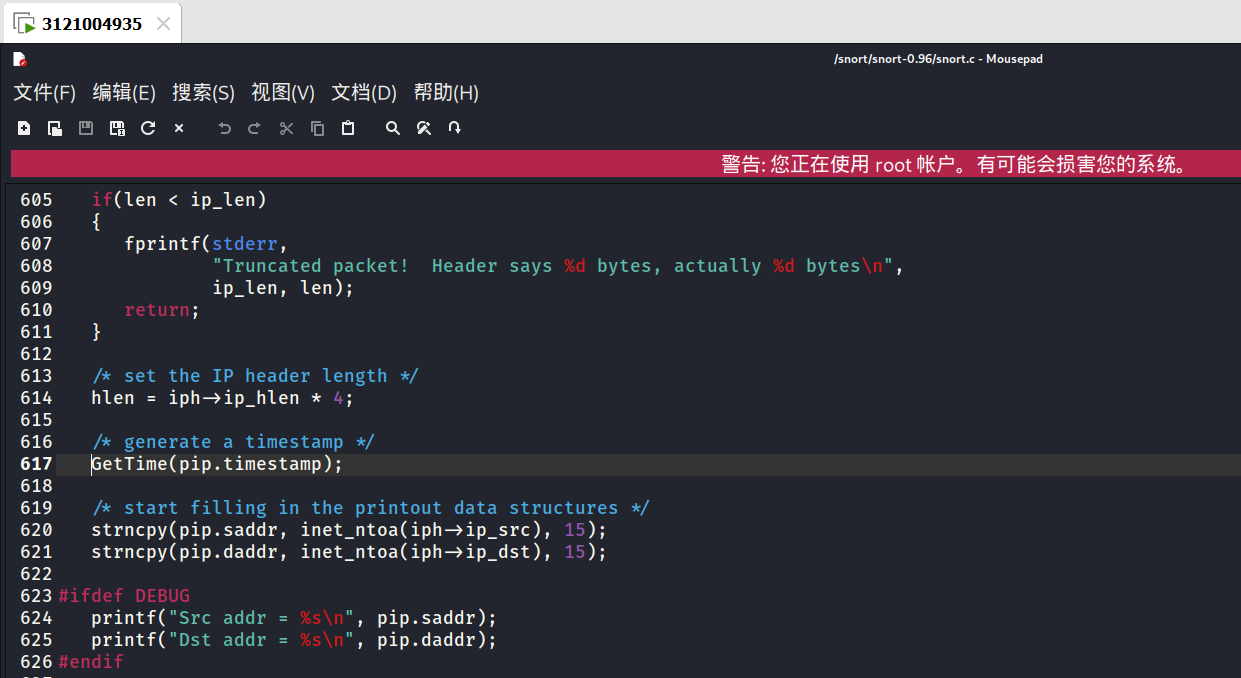 3121004935
/snort/snort-0.96/snort.c - Mousepad
文件(F) 编辑(E) 搜索(S) 视图(V) 文档(D) 帮助(H)
警告: 您正在使用 root 帐户。有可能会损害您的系统。
605 if(len < ip_len)
606 {
607 fprintf(stderr,
608 "Truncated packet!  Header says %d bytes, actually %d bytes\n",
609 ip_len, len);
610 return;
611 }
612
613 /* set the IP header length */
614 hlen = iph->ip_hlen * 4;
615
616 /* generate a timestamp */
617 GetTime(pip.timestamp);
618
619 /* start filling in the printout data structures */
620 strncpy(pip.saddr, inet_ntoa(iph->ip_src), 15);
621 strncpy(pip.daddr, inet_ntoa(iph->ip_dst), 15);
622
623 #ifdef DEBUG
624 printf("Src addr = %s\n", pip.saddr);
625 printf("Dst addr = %s\n", pip.daddr);
626 #endif